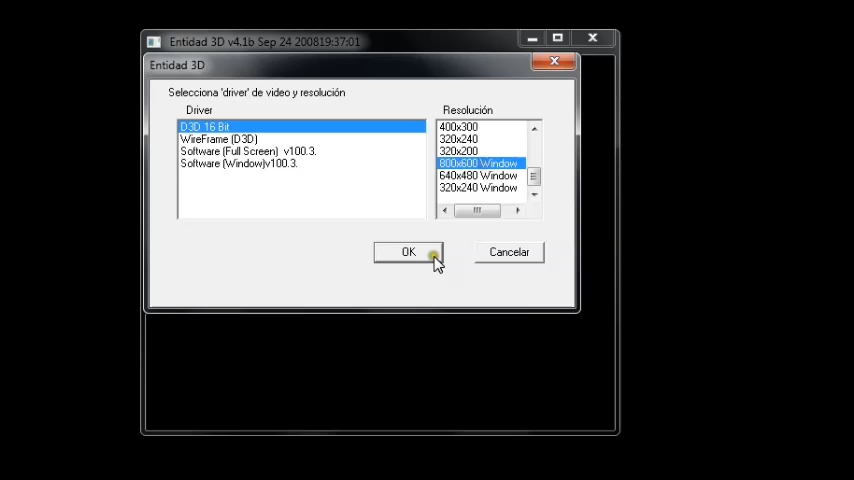 Entidad 3D v4.1b Sep 24 200819:37:01
Entidad 3D
Selecciona 'driver' de video y resolución
Driver
Resolución
D3D 16 Bit
WireFrame (D3D)
Software (Full Screen) v100.3.
Software (Window)v100.3.
400x300
320x240
320x200
800x600 Window
640x480 Window
320x240 Window
OK
Cancelar